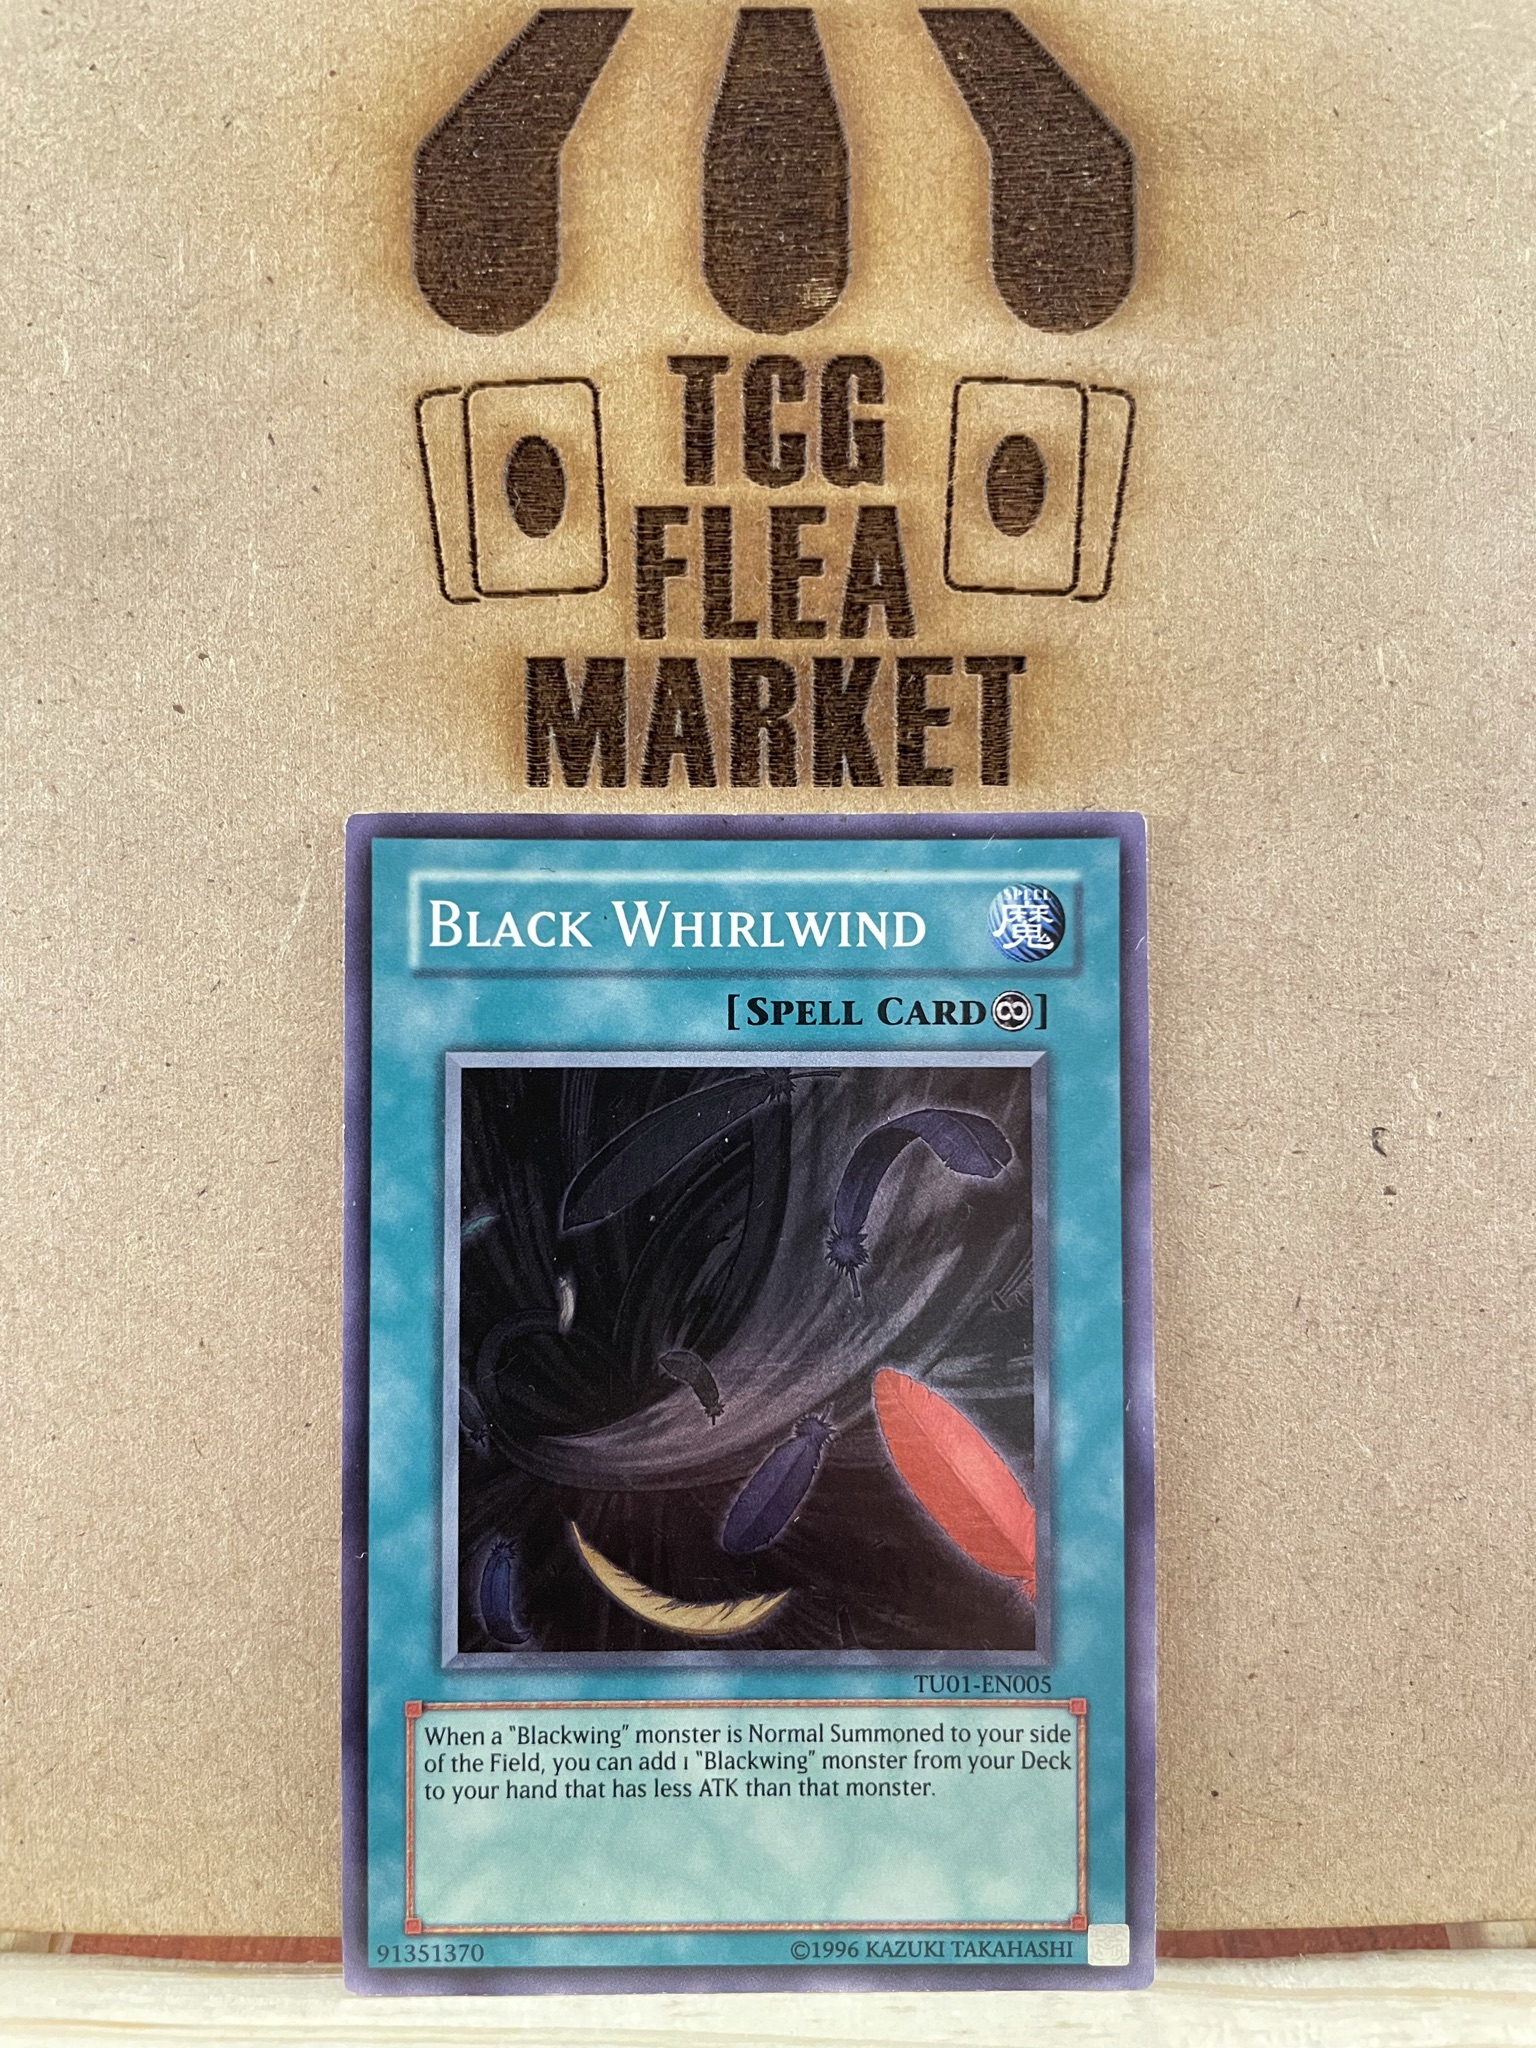 TCG
FLEA
MARKET
BLACK WHIRLWIND
SPELL
魔
[SPELL CARD∞]
TU01-EN005
When a "Blackwing" monster is Normal Summoned to your side
of the Field, you can add 1 "Blackwing" monster from your Deck
to your hand that has less ATK than that monster.
91351370
©1996 KAZUKI TAKAHASHI